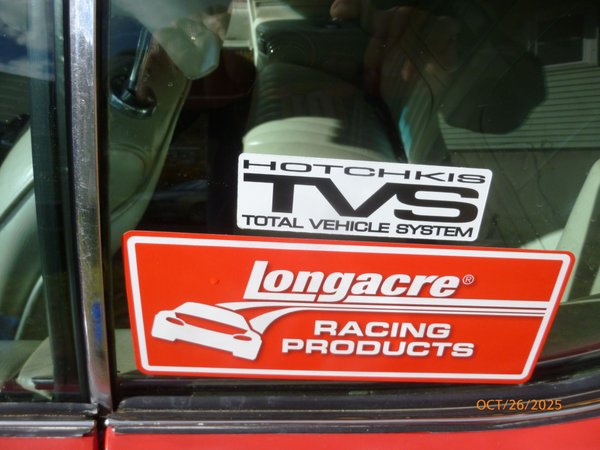 HOTCHKIS
TVS
TOTAL VEHICLE SYSTEM
Longacre®
RACING
PRODUCTS
OCT/26/2025